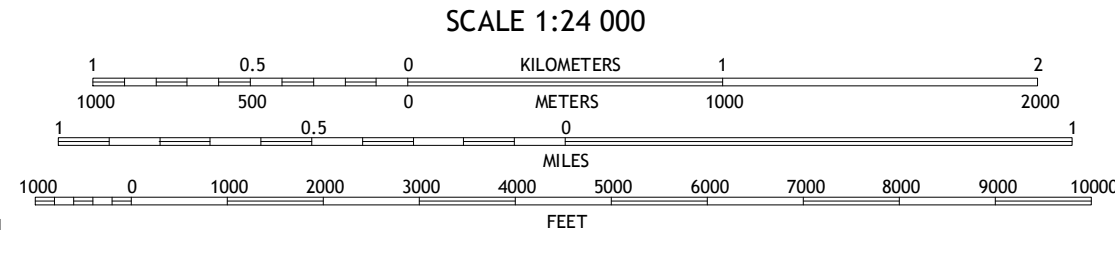 SCALE 1:24 000
1 0.5 0 KILOMETERS 1 2
1000 500 0 METERS 1000 2000
1 0.5 0 1
MILES
1000 0 1000 2000 3000 4000 5000 6000 7000 8000 9000 10000
FEET